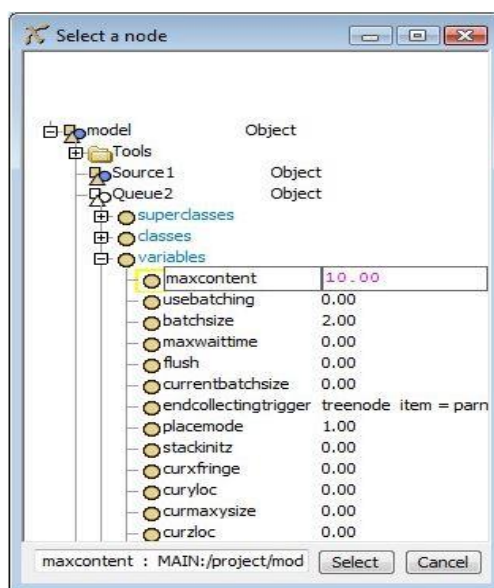 Select a node
model Object
Tools
Source1 Object
Queue2 Object
superclasses
classes
variables
maxcontent 10.00
usebatching 0.00
batchsize 2.00
maxwaittime 0.00
flush 0.00
currentbatchsize 0.00
endcollectingtrigger treenode item = parn
placemode 1.00
stackinitz 0.00
curxfringe 0.00
curyloc 0.00
curmaxysize 0.00
curzloc 0.00
maxcontent : MAIN:/project/mod Select Cancel